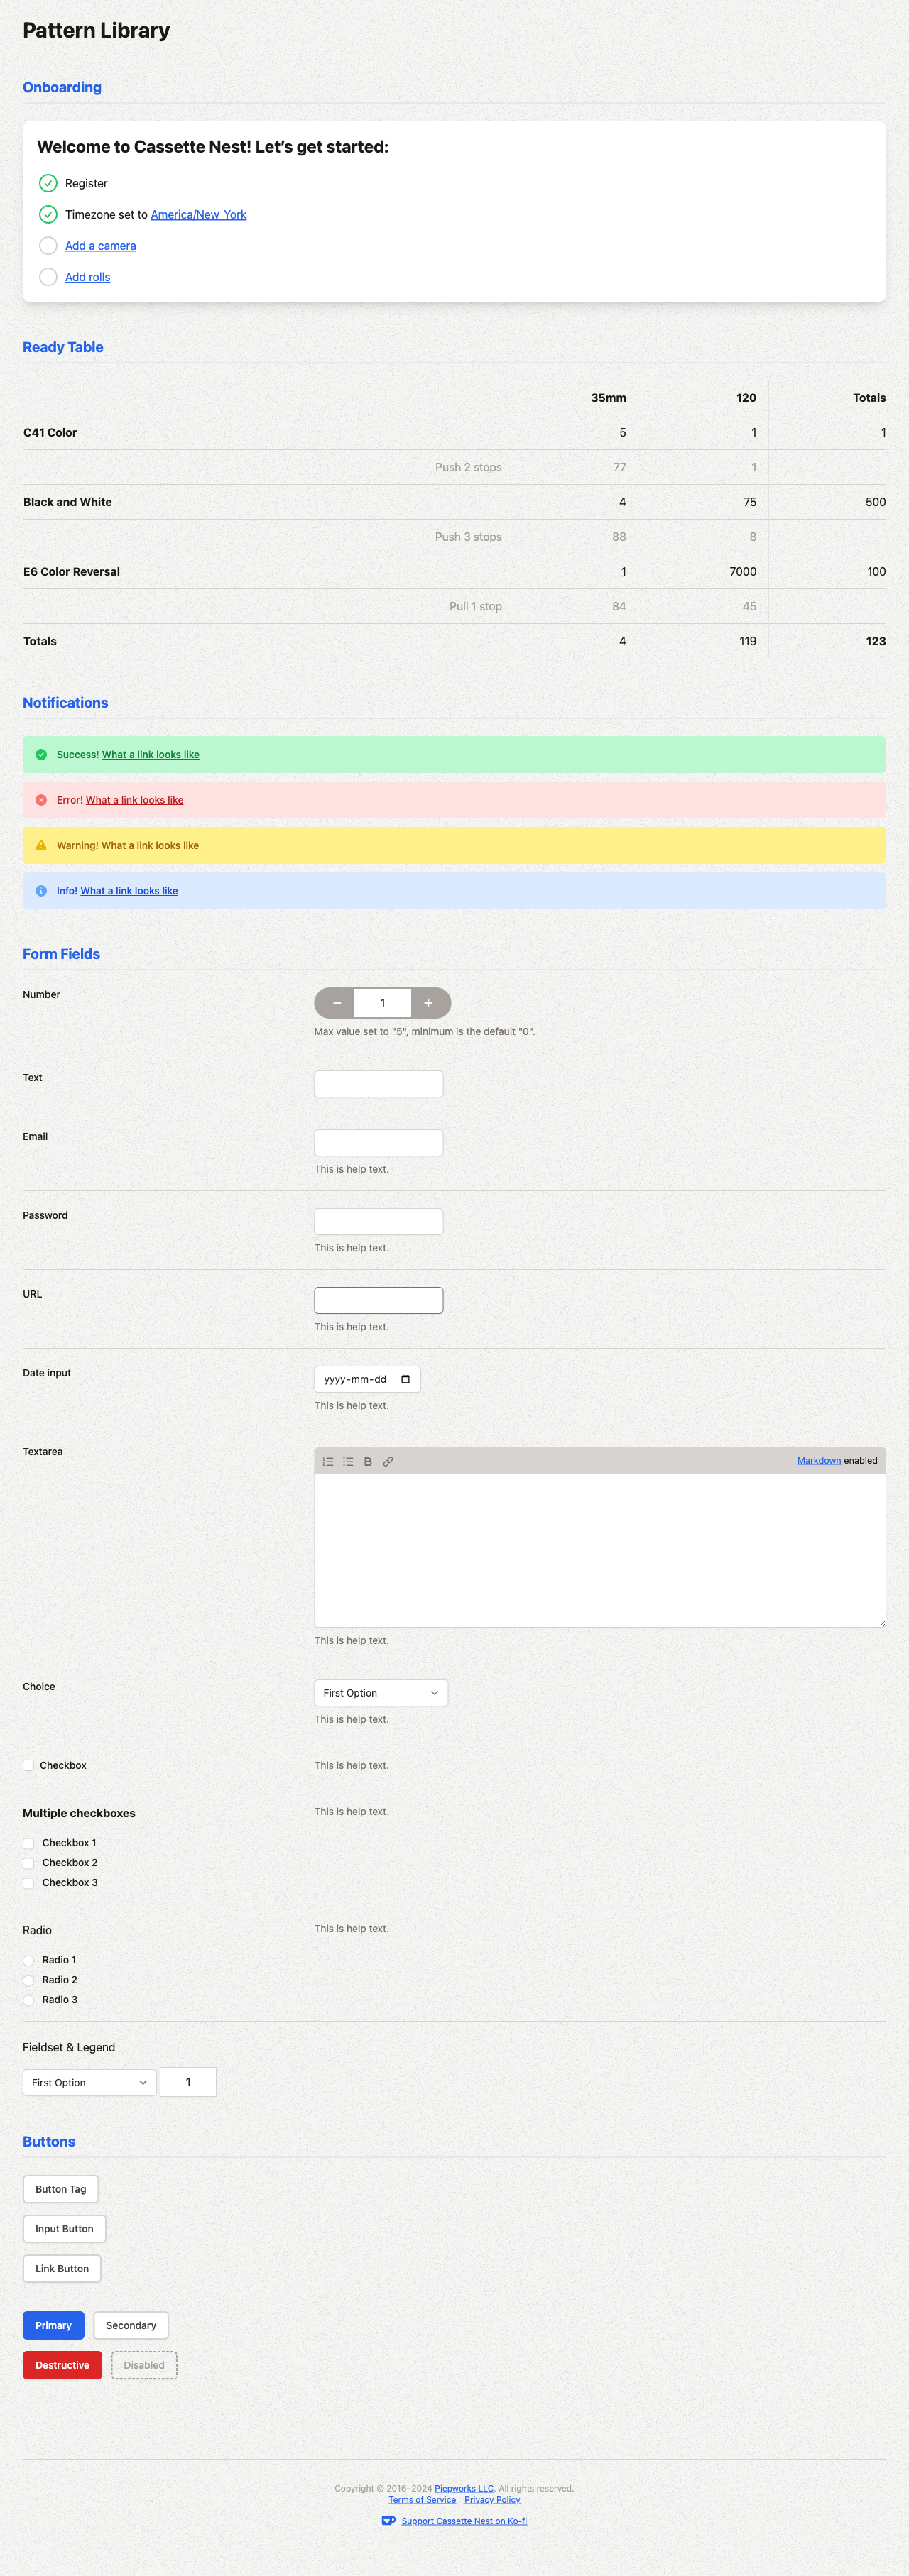 Pattern Library
Onboarding
Welcome to Cassette Nest! Let’s get started:
Register
Timezone set to America/New_York
Add a camera
Add rolls
Ready Table
35mm 120 Totals
C41 Color 5 1 1
Push 2 stops 77 1
Black and White 4 75 500
Push 3 stops 88 8
E6 Color Reversal 1 7000 100
Pull 1 stop 84 45
Totals 4 119 123
Notifications
Success! What a link looks like
Error! What a link looks like
Warning! What a link looks like
Info! What a link looks like
Form Fields
Number − 1 +
Max value set to "5", minimum is the default "0".
Text
Email
This is help text.
Password
This is help text.
URL
This is help text.
Date input yyyy-mm-dd
This is help text.
Textarea B Markdown enabled
This is help text.
Choice First Option
This is help text.
Checkbox This is help text.
Multiple checkboxes This is help text.
Checkbox 1
Checkbox 2
Checkbox 3
Radio This is help text.
Radio 1
Radio 2
Radio 3
Fieldset & Legend
First Option 1
Buttons
Button Tag
Input Button
Link Button
Primary Secondary
Destructive Disabled
Copyright © 2016–2024 Piepworks LLC. All rights reserved.
Terms of Service Privacy Policy
Support Cassette Nest on Ko-fi